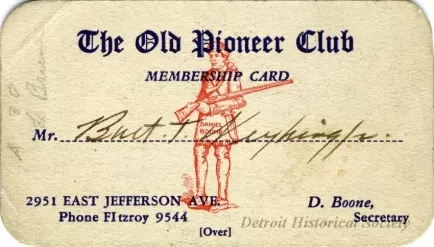 The Old Pioneer Club
MEMBERSHIP CARD
DANIEL
BOONE
Mr. Burt T.
2951 EAST JEFFERSON AVE.
Phone FItzroy 9544
D. Boone,
Secretary
[Over]
Detroit Historical Society